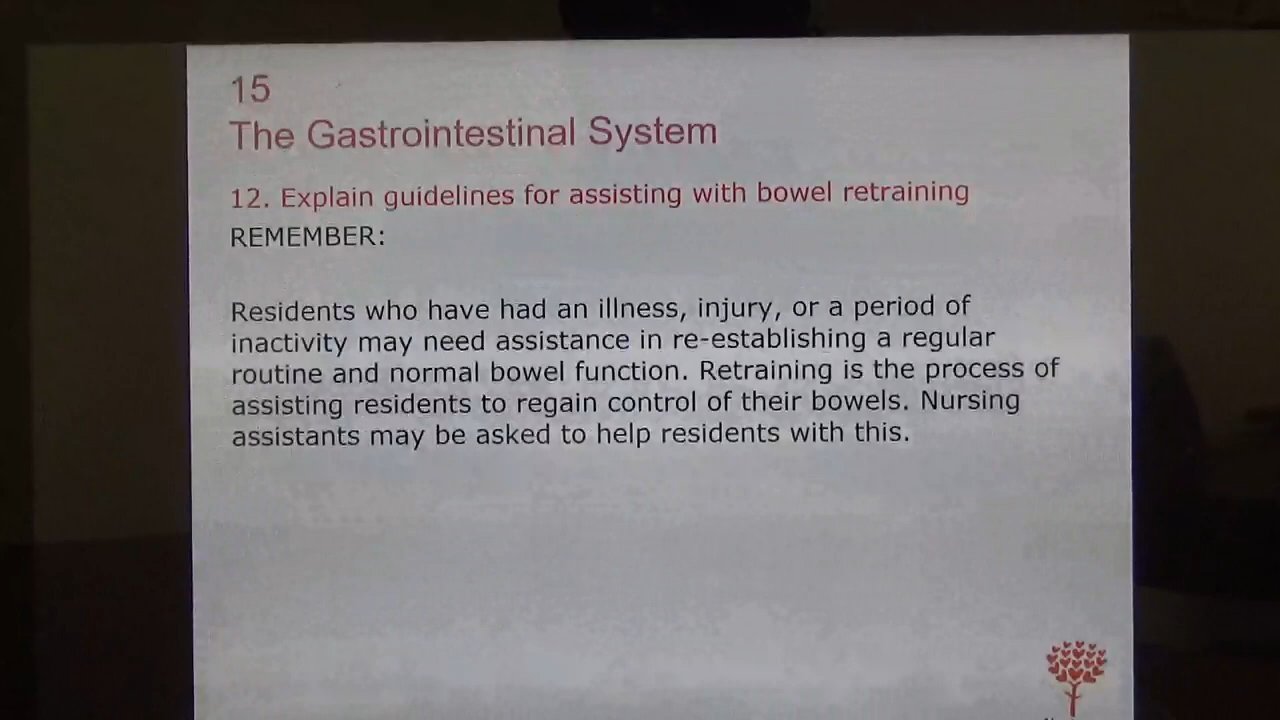 15
The Gastrointestinal System
12. Explain guidelines for assisting with bowel retraining
REMEMBER:
Residents who have had an illness, injury, or a period of
inactivity may need assistance in re-establishing a regular
routine and normal bowel function. Retraining is the process of
assisting residents to regain control of their bowels. Nursing
assistants may be asked to help residents with this.